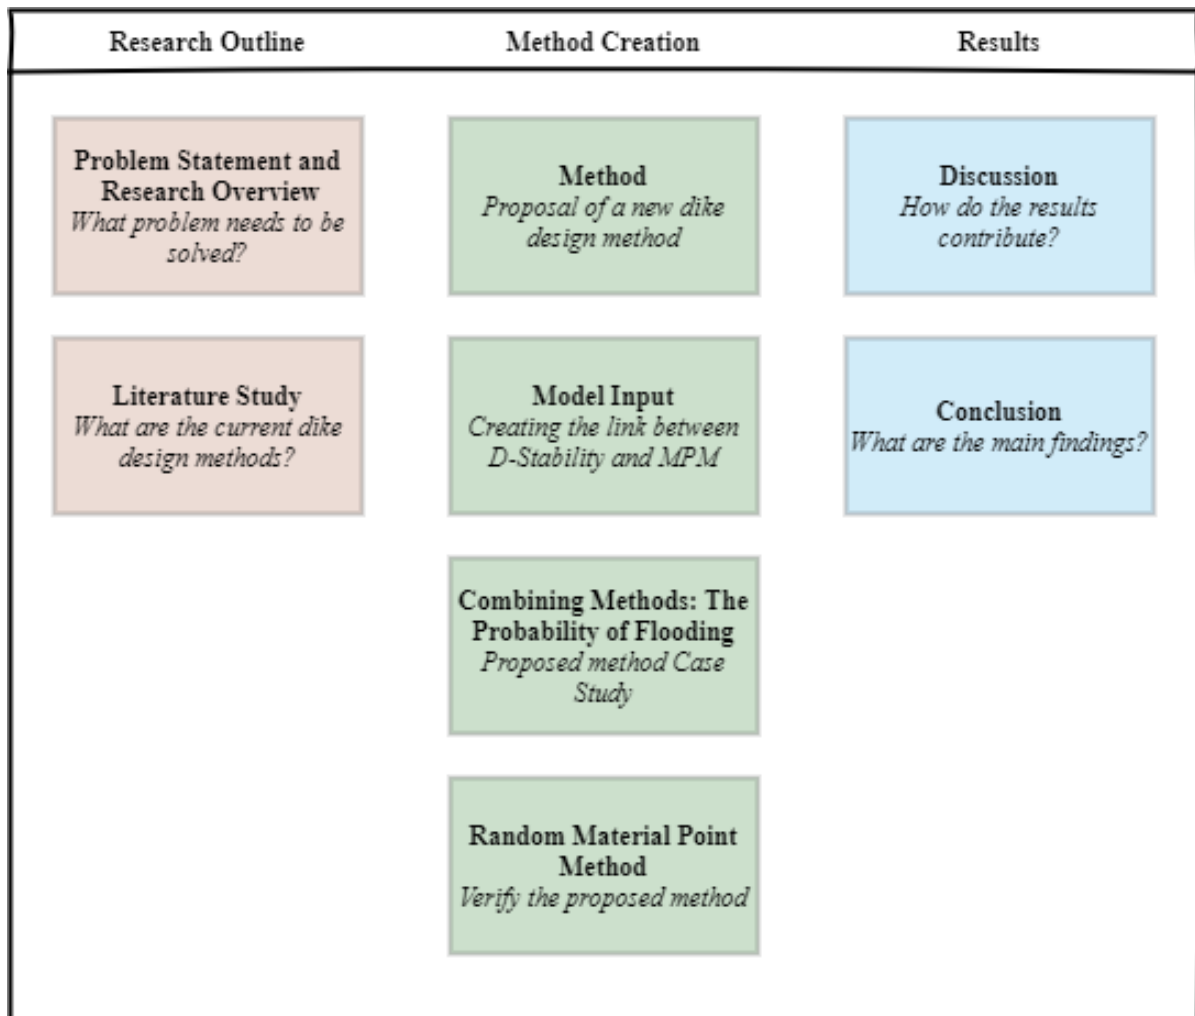 Research Outline
Method Creation
Results
Problem Statement and
Research Overview
What problem needs to be
solved?
Literature Study
What are the current dike
design methods?
Method
Proposal of a new dike
design method
Model Input
Creating the link between
D-Stability and MPM
Combining Methods: The
Probability of Flooding
Proposed method Case
Study
Random Material Point
Method
Verify the proposed method
Discussion
How do the results
contribute?
Conclusion
What are the main findings?